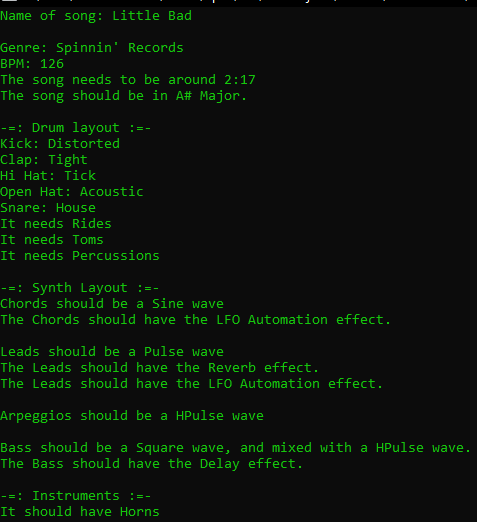 Name of song: Little Bad
Genre: Spinnin' Records
BPM: 126
The song needs to be around 2:17
The song should be in A# Major.
-=: Drum layout :=-
Kick: Distorted
Clap: Tight
Hi Hat: Tick
Open Hat: Acoustic
Snare: House
It needs Rides
It needs Toms
It needs Percussions
-=: Synth Layout :=-
Chords should be a Sine wave
The Chords should have the LFO Automation effect.
Leads should be a Pulse wave
The Leads should have the Reverb effect.
The Leads should have the LFO Automation effect.
Arpeggios should be a HPulse wave
Bass should be a Square wave, and mixed with a HPulse wave.
The Bass should have the Delay effect.
-=: Instruments :=-
It should have Horns